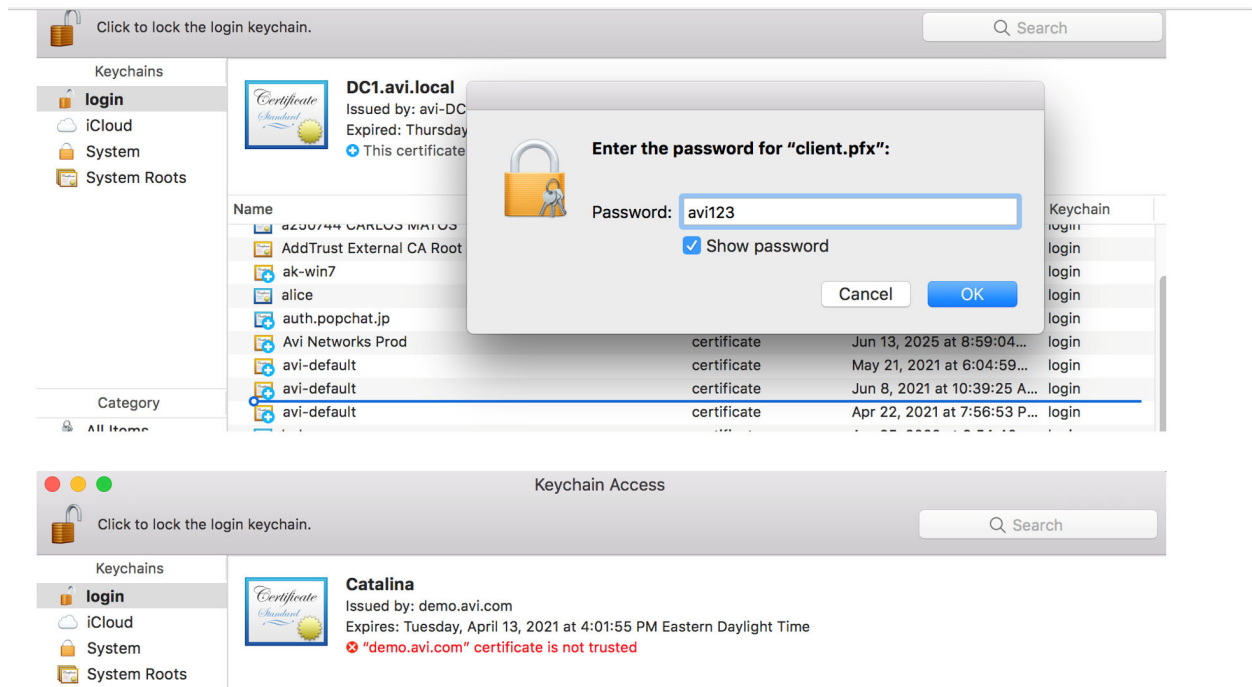 Click to lock the login keychain.
Search
Keychains
login
iCloud
System
System Roots
DC1.avi.local
Issued by: avi-DC
Expired: Thursday
This certificate
Enter the password for “client.pfx”:
Password: avi123
Show password
Cancel OK
Name Keychain
a250744 CARLOS MATOS login
AddTrust External CA Root login
ak-win7 login
alice login
auth.popchat.jp login
Avi Networks Prod certificate Jun 13, 2025 at 8:59:04... login
avi-default certificate May 21, 2021 at 6:04:59... login
avi-default certificate Jun 8, 2021 at 10:39:25 A... login
avi-default certificate Apr 22, 2021 at 7:56:53 P... login
Category
All Items
Keychain Access
Click to lock the login keychain.
Search
Keychains
login
iCloud
System
System Roots
Catalina
Issued by: demo.avi.com
Expires: Tuesday, April 13, 2021 at 4:01:55 PM Eastern Daylight Time
“demo.avi.com” certificate is not trusted